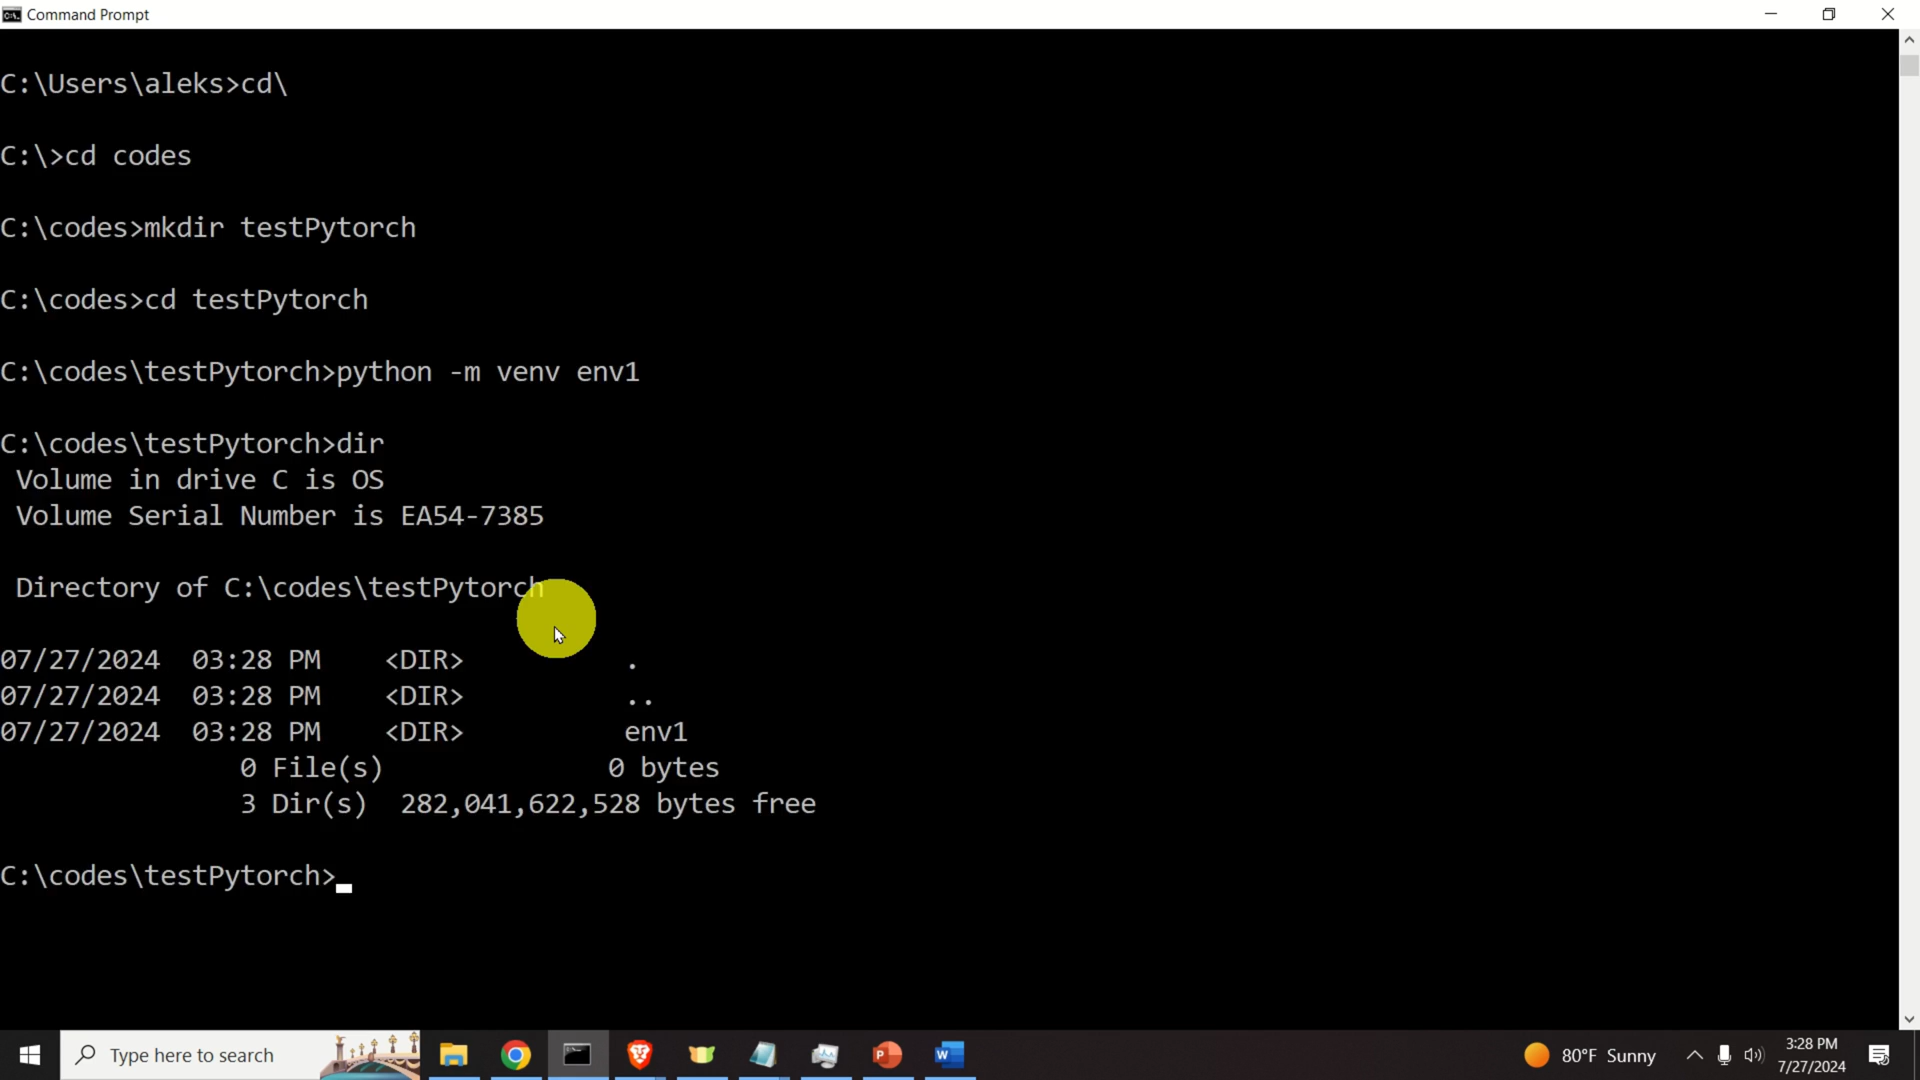 Command Prompt
C:\Users\aleks>cd\
C:\>cd codes
C:\codes>mkdir testPytorch
C:\codes>cd testPytorch
C:\codes\testPytorch>python -m venv env1
C:\codes\testPytorch>dir
Volume in drive C is OS
Volume Serial Number is EA54-7385
Directory of C:\codes\testPytorch
07/27/2024  03:28 PM    <DIR>          .
07/27/2024  03:28 PM    <DIR>          ..
07/27/2024  03:28 PM    <DIR>          env1
0 File(s)              0 bytes
3 Dir(s)  282,041,622,528 bytes free
C:\codes\testPytorch>
Type here to search
80°F Sunny
3:28 PM
7/27/2024